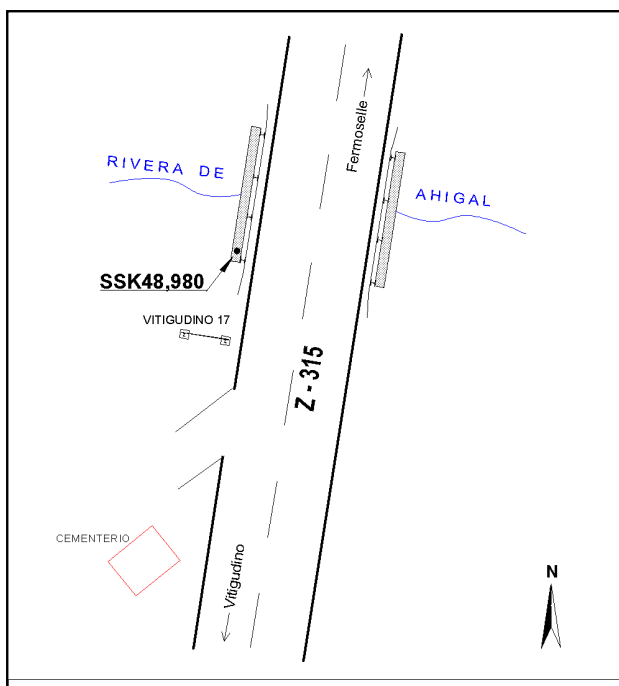 Fermoselle
RIVERA DE
AHIGAL
SSK48,980
VITIGUDINO 17
Z - 315
CEMENTERIO
Vitigudino
N